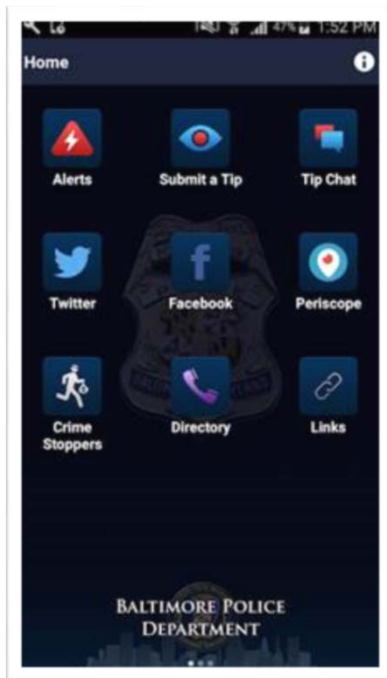 47% 1:52 PM
Home
Alerts Submit a Tip Tip Chat
Twitter Facebook Periscope
Crime Stoppers Directory Links
BALTIMORE POLICE
DEPARTMENT